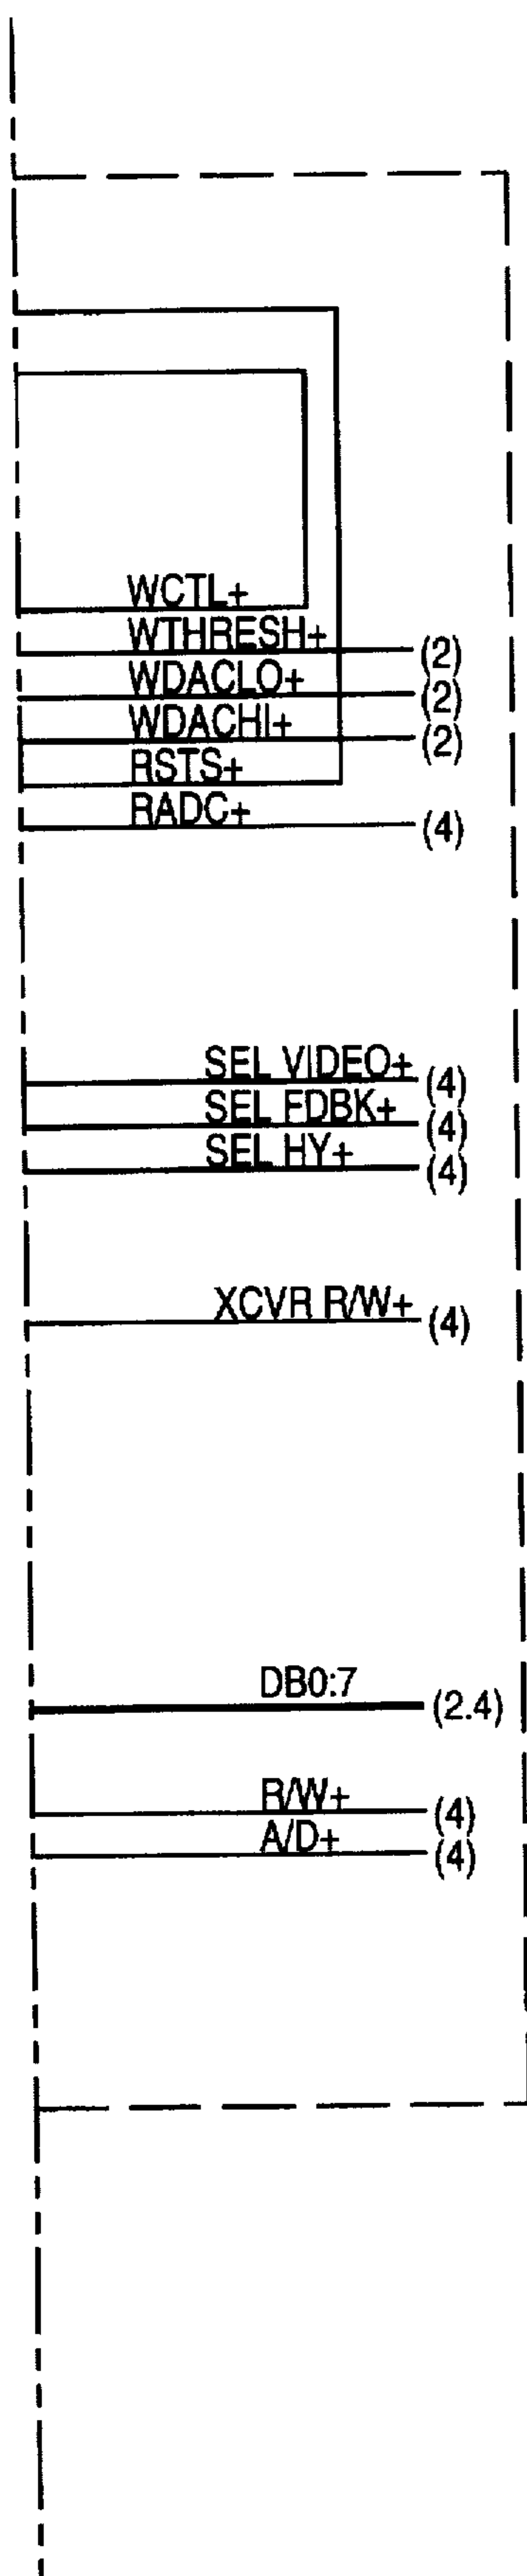 WCTL+
WTHRESH+ (2)
WDACLO+ (2)
WDACHI+ (2)
RSTS+
RADC+ (4)
SEL VIDEO+ (4)
SEL FDBK+ (4)
SEL HY+ (4)
XCVR R/W+ (4)
DB0:7 (2.4)
R/W+ (4)
A/D+ (4)